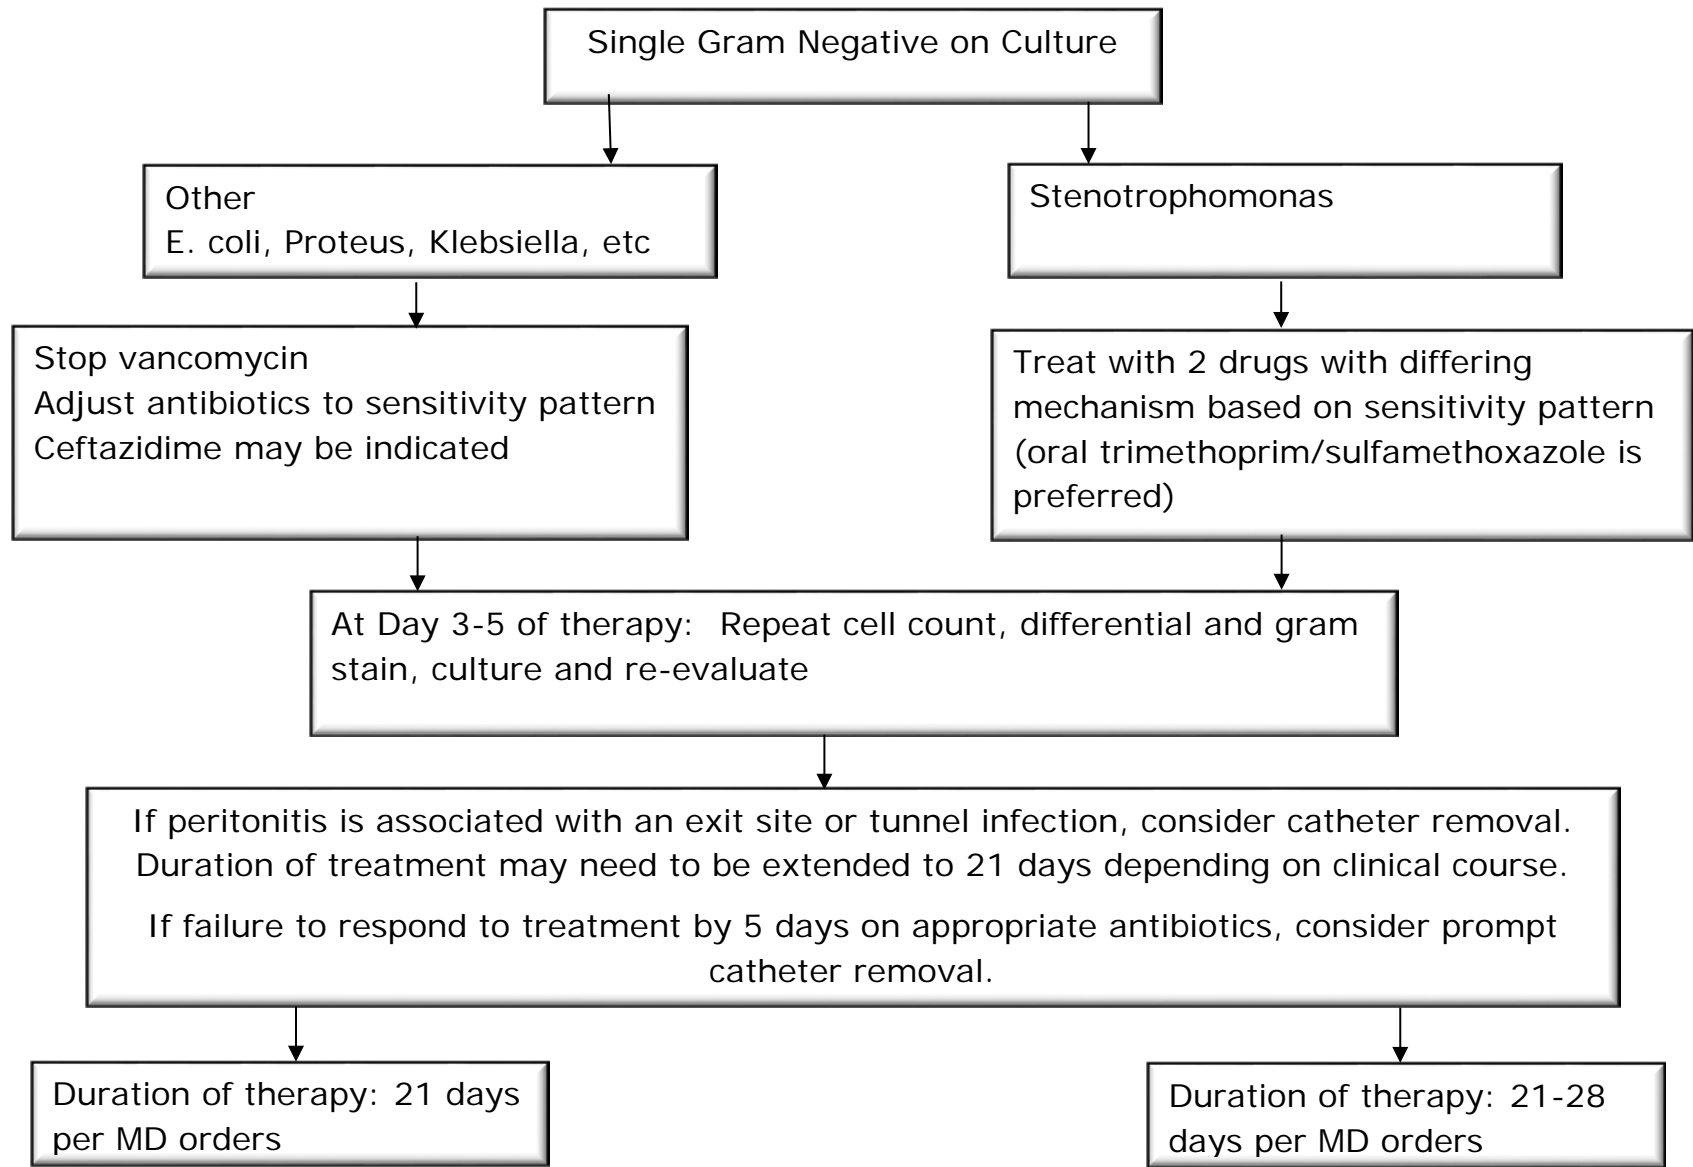 Single Gram Negative on Culture
Other
E. coli, Proteus, Klebsiella, etc
Stenotrophomonas
Stop vancomycin
Adjust antibiotics to sensitivity pattern
Ceftazidime may be indicated
Treat with 2 drugs with differing
mechanism based on sensitivity pattern
(oral trimethoprim/sulfamethoxazole is
preferred)
At Day 3-5 of therapy:  Repeat cell count, differential and gram
stain, culture and re-evaluate
If peritonitis is associated with an exit site or tunnel infection, consider catheter removal.
Duration of treatment may need to be extended to 21 days depending on clinical course.
If failure to respond to treatment by 5 days on appropriate antibiotics, consider prompt
catheter removal.
Duration of therapy: 21 days
per MD orders
Duration of therapy: 21-28
days per MD orders